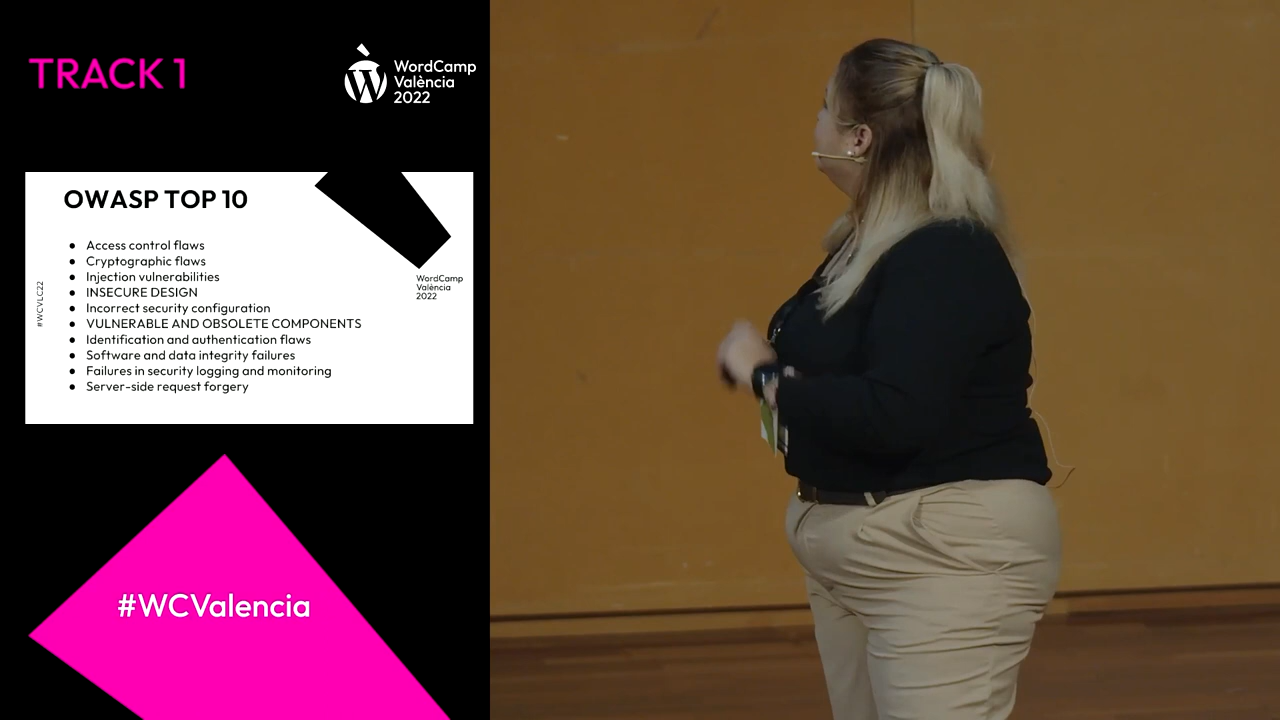 TRACK 1
WordCamp
València
2022
OWASP TOP 10
Access control flaws
Cryptographic flaws
Injection vulnerabilities
INSECURE DESIGN
Incorrect security configuration
VULNERABLE AND OBSOLETE COMPONENTS
Identification and authentication flaws
Software and data integrity failures
Failures in security logging and monitoring
Server-side request forgery
WordCamp
València
2022
#WCVLC22
#WCValencia